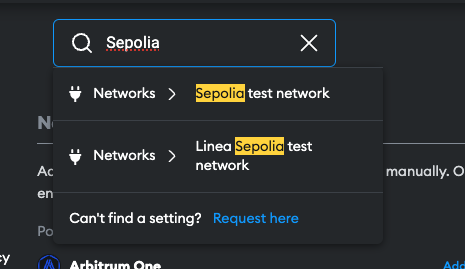 Sepolia
Networks > Sepolia test network
Networks > Linea Sepolia test
network
manually. O
en
Can't find a setting? Request here
Po
cy
Arbitrum One
Add